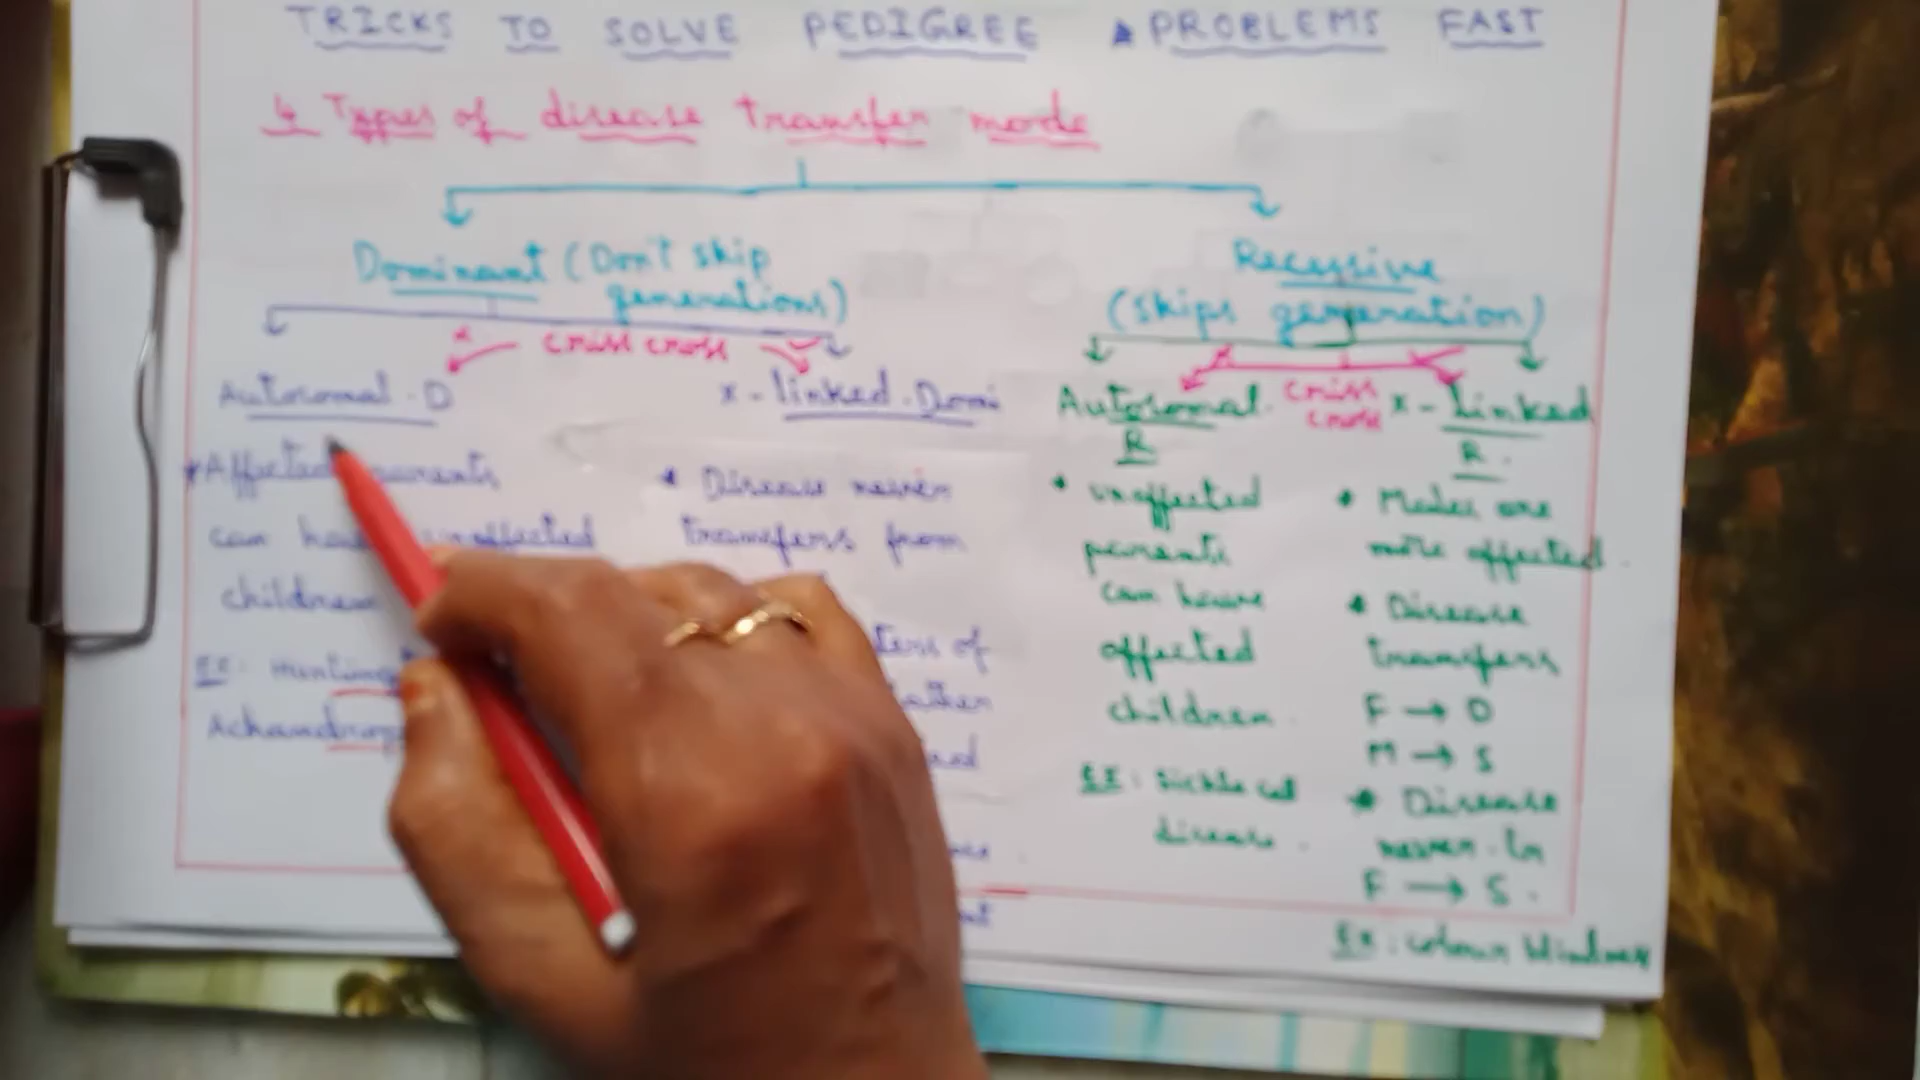 TRICKS TO SOLVE PEDIGREE PROBLEMS FAST
4 Types of disease transfer mode
Dominant (Don't skip
generations)
criss cross
Autosomal - D
x - linked . Domi
* Affected parents
can have unaffected
children
EX:
* Disease never
transfers from
Recessive
(skips generation)
criss
cross
Autosomal
R
x - Linked
R.
* unaffected
parents
can have
affected
children.
EX: sickle cell
disease.
* Males are
more affected.
* Disease
transfers
F → D
M → S
* Disease
never in
F → S.
EX: colour blindness